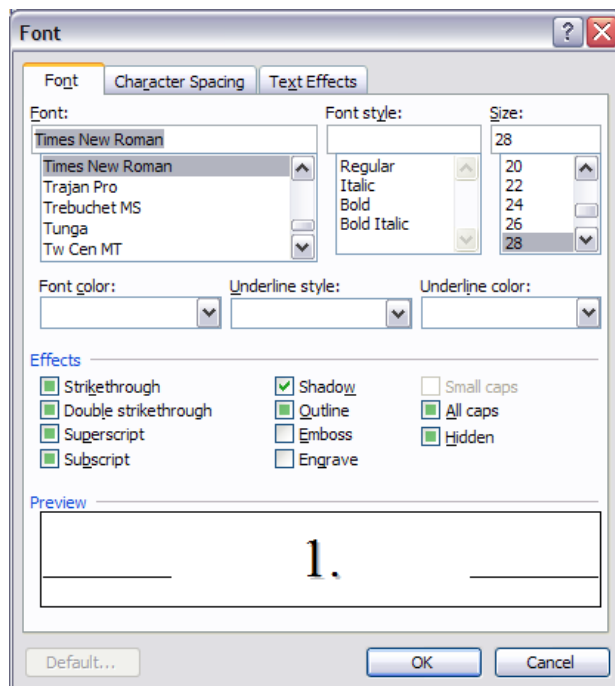 Font
Font Character Spacing Text Effects
Font: Font style: Size:
Times New Roman 28
Times New Roman Regular 20
Trajan Pro Italic 22
Trebuchet MS Bold 24
Tunga Bold Italic 26
Tw Cen MT 28
Font color: Underline style: Underline color:
Effects
Strikethrough Shadow Small caps
Double strikethrough Outline All caps
Superscript Emboss Hidden
Subscript Engrave
Preview
1.
Default... OK Cancel